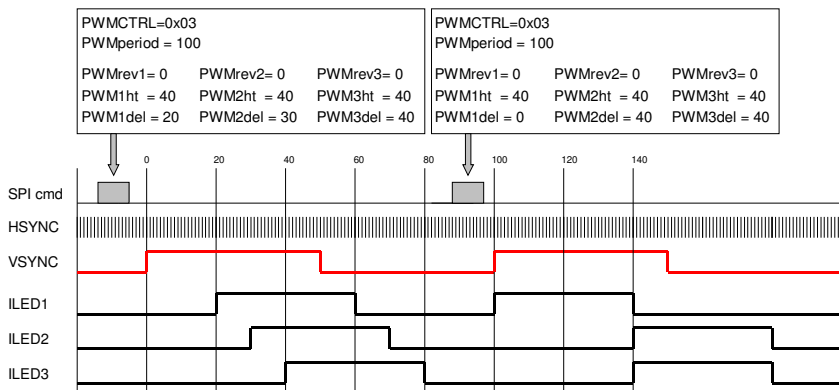 PWMCTRL=0x03
PWMperiod = 100
PWMrev1= 0 PWMrev2= 0 PWMrev3= 0
PWM1ht = 40 PWM2ht = 40 PWM3ht = 40
PWM1del = 20 PWM2del = 30 PWM3del = 40
PWMCTRL=0x03
PWMperiod = 100
PWMrev1= 0 PWMrev2= 0 PWMrev3= 0
PWM1ht = 40 PWM2ht = 40 PWM3ht = 40
PWM1del = 0 PWM2del = 40 PWM3del = 40
0 20 40 60 80 100 120 140
SPI cmd
HSYNC
VSYNC
ILED1
ILED2
ILED3